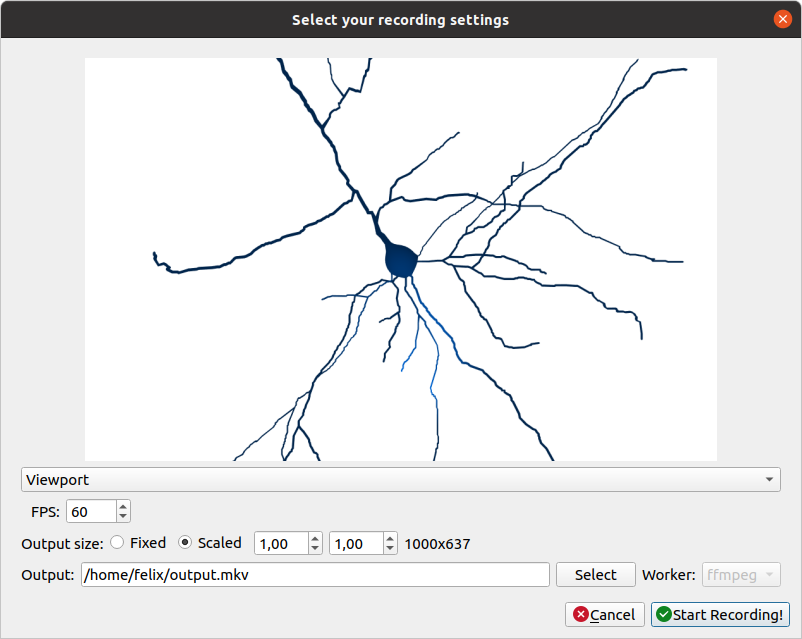 Select your recording settings
Viewport
FPS: 60
Output size: Fixed Scaled 1,00 1,00 1000x637
Output: /home/felix/output.mkv Select Worker: ffmpeg
Cancel Start Recording!